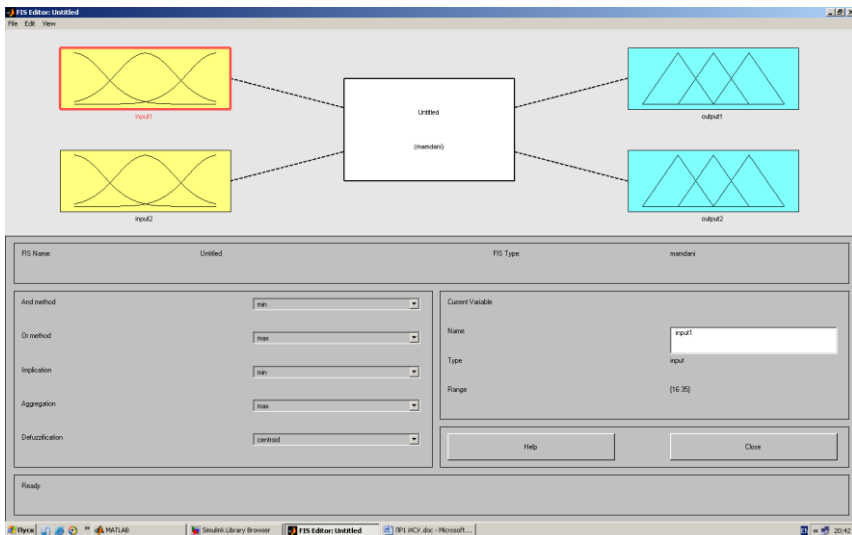 FIS Editor: Untitled
File Edit View
input1
input2
Untitled
(mamdani)
output1
output2
FIS Name: Untitled FIS Type: mamdani
And method min
Or method max
Implication min
Aggregation max
Defuzzification centroid
Current Variable
Name input1
Type input
Range [16 35]
Help Close
Ready
Пуск MATLAB Simulink Library Browser FIS Editor: Untitled ПР1 ИСУ.doc - Microsoft... EN 20:42